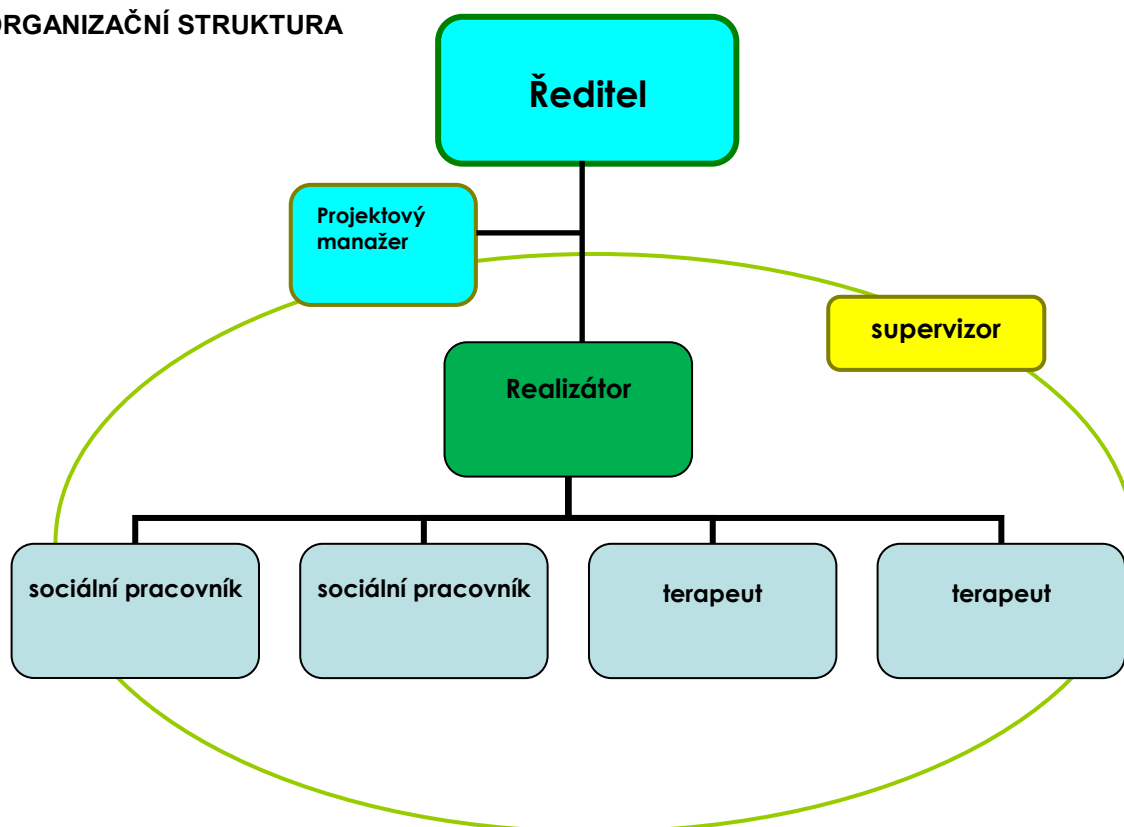 ORGANIZAČNÍ STRUKTURA
Ředitel
Projektový
manažer
supervizor
Realizátor
sociální pracovník
sociální pracovník
terapeut
terapeut